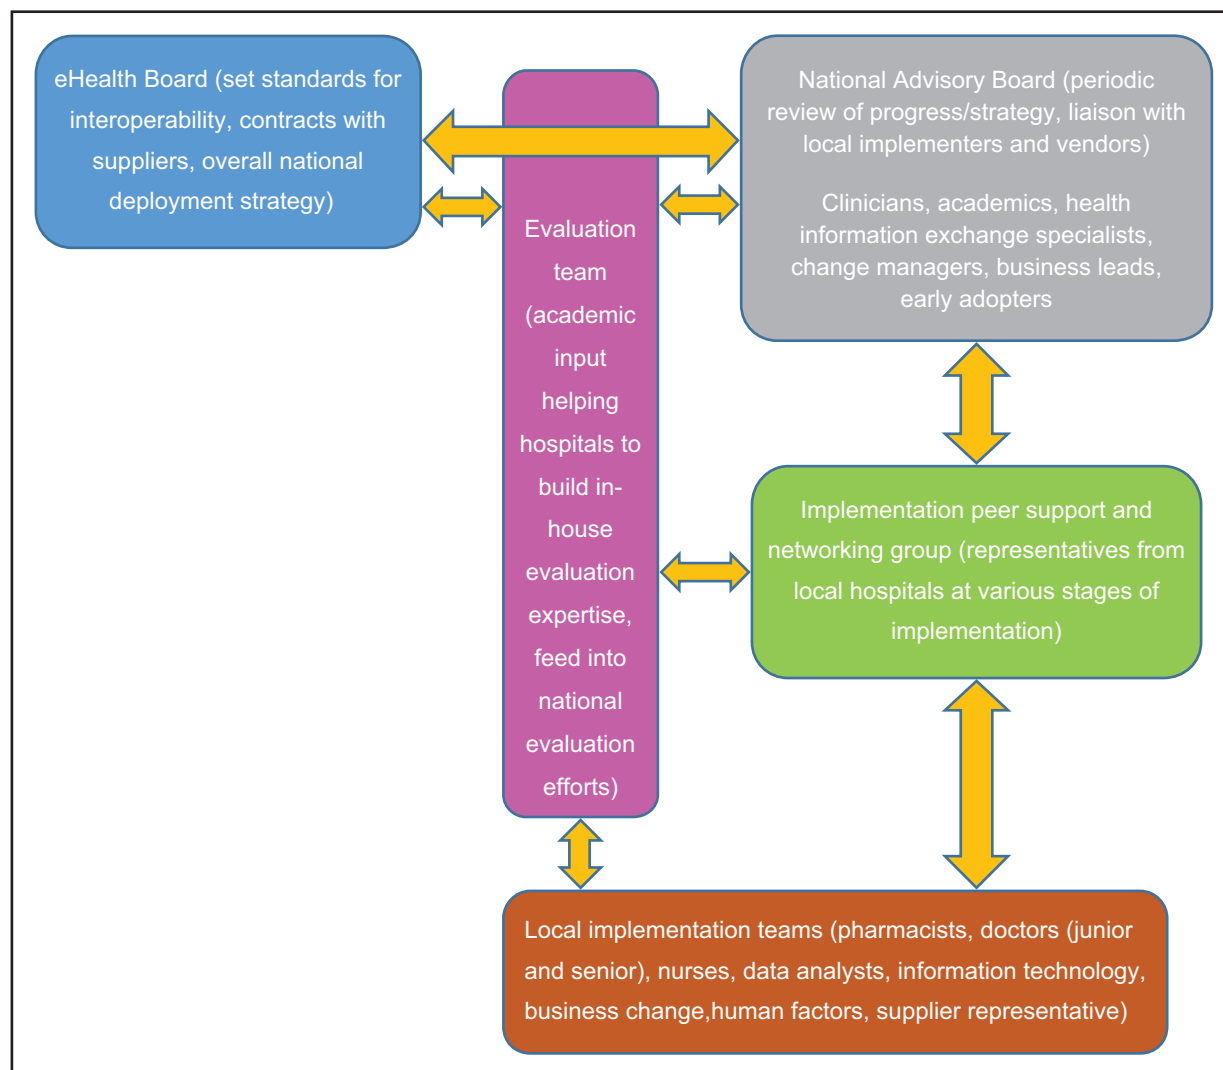 eHealth Board (set standards for
interoperability, contracts with
suppliers, overall national
deployment strategy)
National Advisory Board (periodic
review of progress/strategy, liaison with
local implementers and vendors)
Clinicians, academics, health
information exchange specialists,
change managers, business leads,
early adopters
Evaluation
team
(academic
input
helping
hospitals to
build in-
house
evaluation
expertise,
feed into
national
evaluation
efforts)
Implementation peer support and
networking group (representatives from
local hospitals at various stages of
implementation)
Local implementation teams (pharmacists, doctors (junior
and senior), nurses, data analysts, information technology,
business change,human factors, supplier representative)